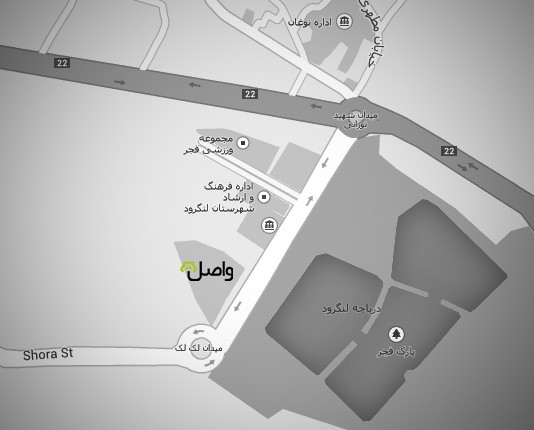 اداره نوغان
خیابان مطهری
22
22
میدان شهید
نورانی
22
مجموعه
ورزشی فجر
اداره فرهنگ
و ارشاد
شهرستان لنگرود
واصل
دریاچه لنگرود
پارک فجر
میدان لک لک
Shora St